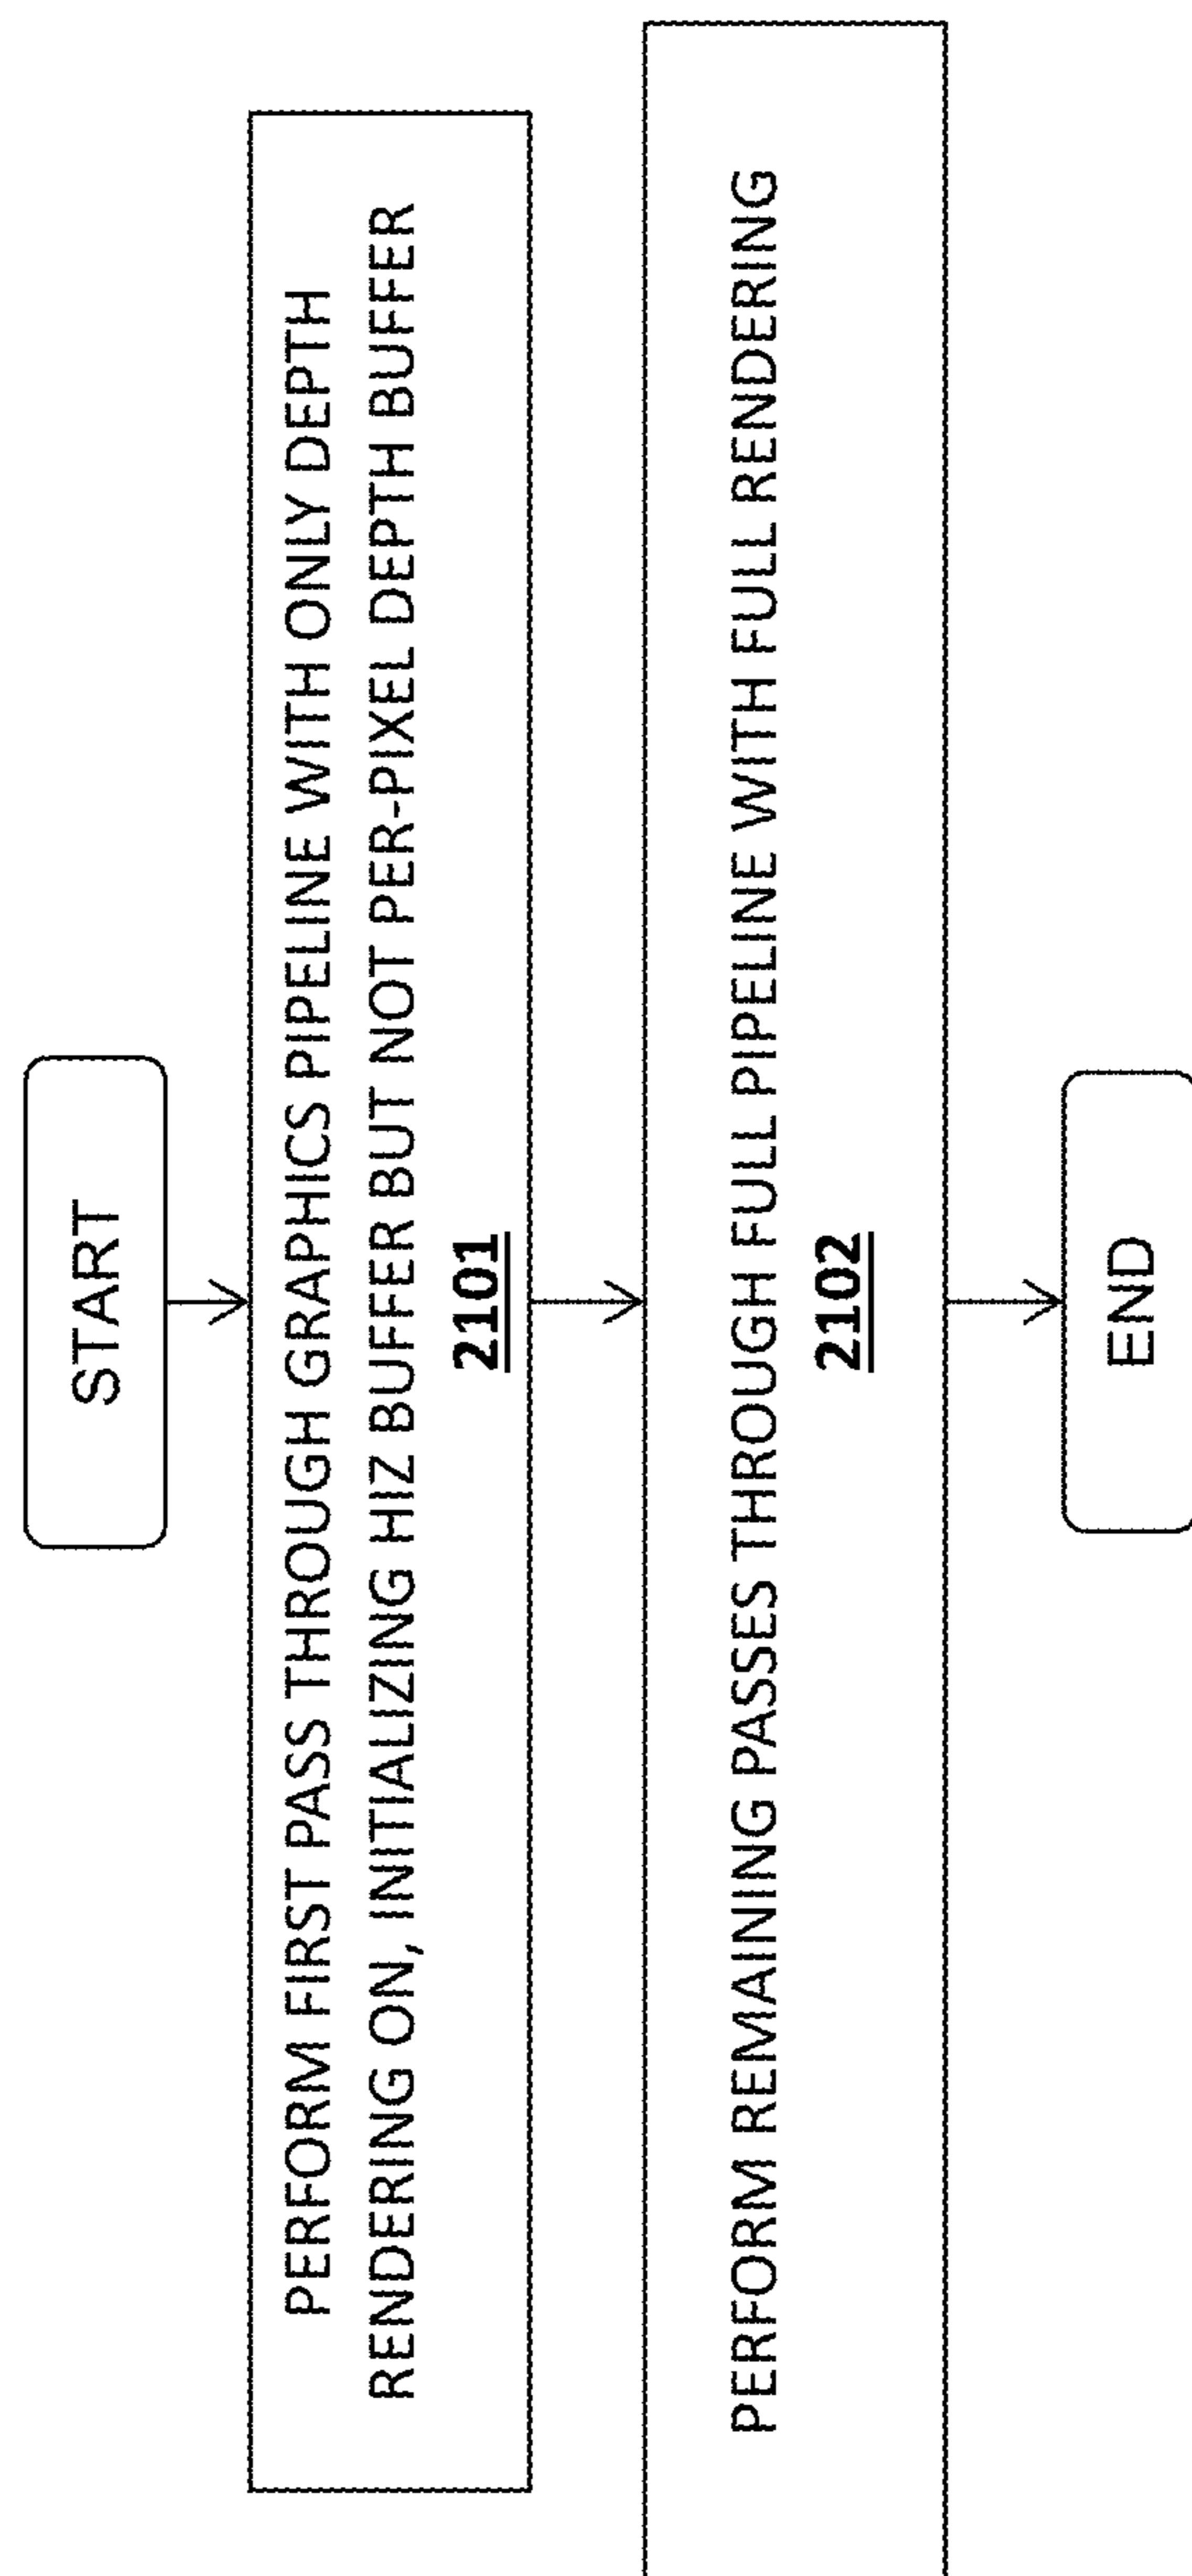 START
PERFORM FIRST PASS THROUGH GRAPHICS PIPELINE WITH ONLY DEPTH
RENDERING ON, INITIALIZING HIZ BUFFER BUT NOT PER-PIXEL DEPTH BUFFER
2101
PERFORM REMAINING PASSES THROUGH FULL PIPELINE WITH FULL RENDERING
2102
END